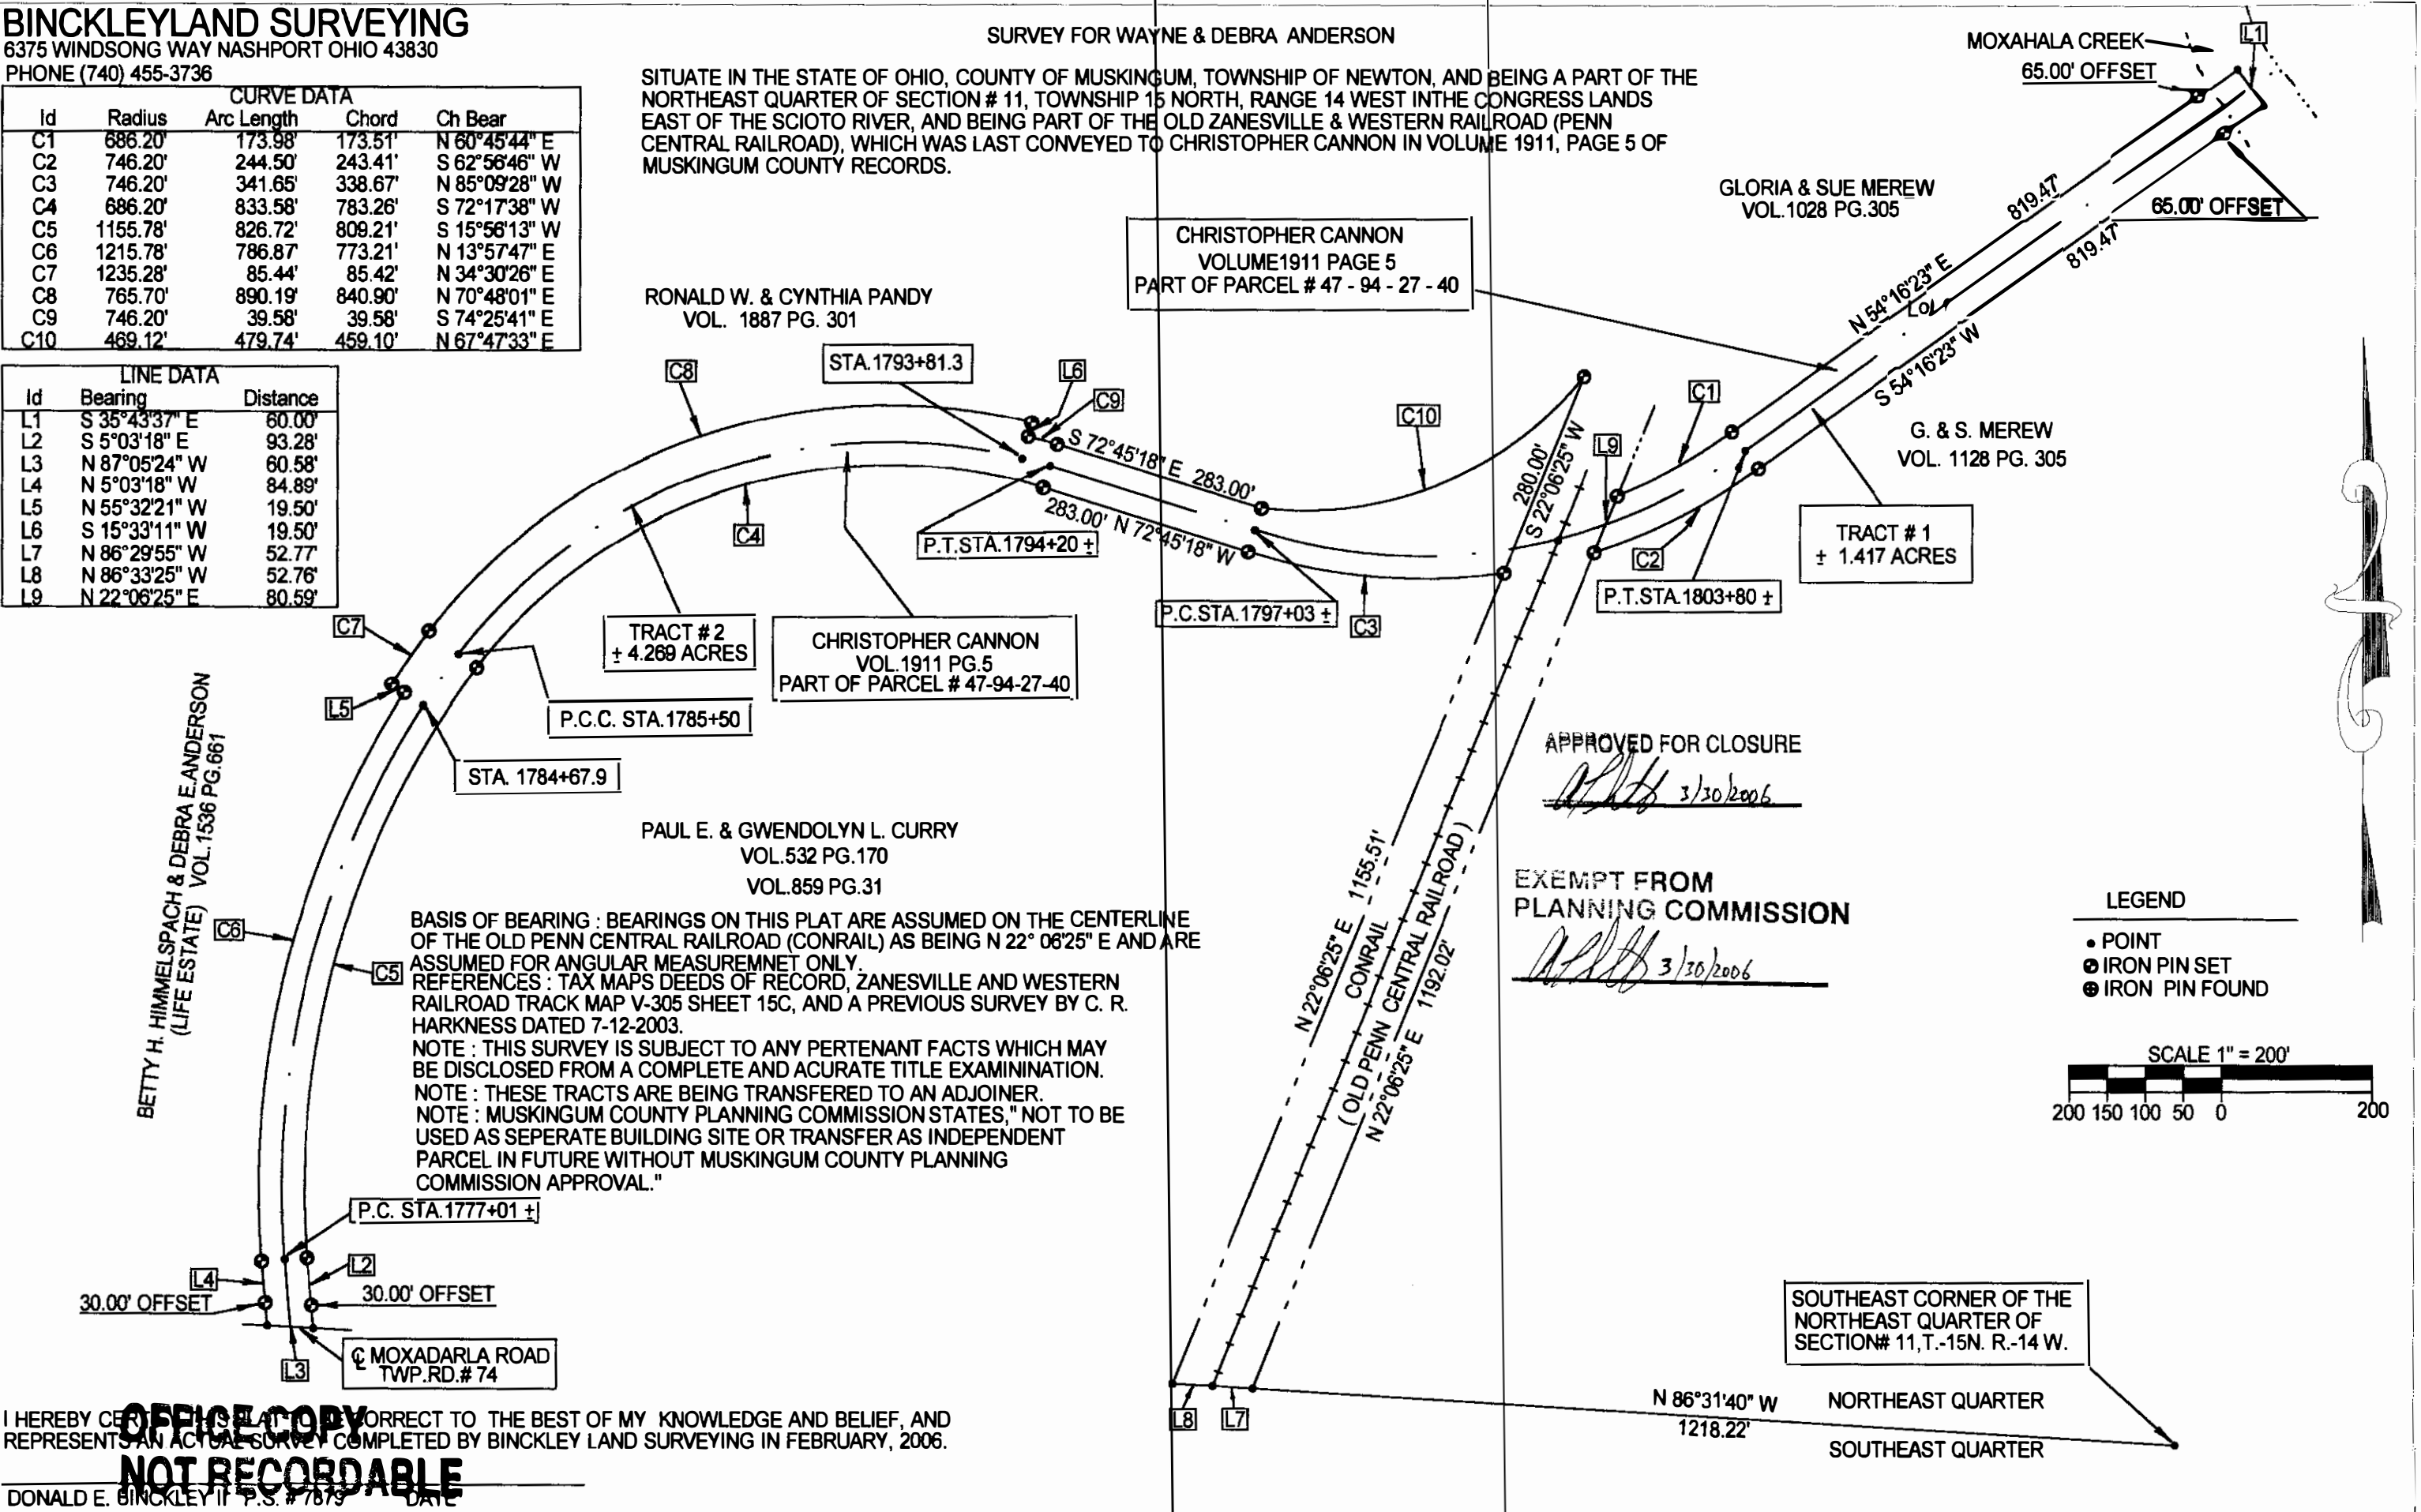 BINCKLEYLAND SURVEYING
6375 WINDSONG WAY NASHPORT OHIO 43830
PHONE (740) 455-3736
CURVE DATA
Id Radius Arc Length Chord Ch Bear
C1 686.20' 173.98' 173.51' N 60°45'44" E
C2 746.20' 244.50' 243.41' S 62°56'46" W
C3 746.20' 341.65' 338.67' N 85°09'28" W
C4 686.20' 833.58' 783.26' S 72°17'38" W
C5 1155.78' 826.72' 809.21' S 15°56'13" W
C6 1215.78' 786.87' 773.21' N 13°57'47" E
C7 1235.28' 85.44' 85.42' N 34°30'26" E
C8 765.70' 890.19' 840.90' N 70°48'01" E
C9 746.20' 39.58' 39.58' S 74°25'41" E
C10 469.12' 479.74' 459.10' N 67°47'33" E
LINE DATA
Id Bearing Distance
L1 S 35°43'37" E 60.00'
L2 S 5°03'18" E 93.28'
L3 N 87°05'24" W 60.58'
L4 N 5°03'18" W 84.89'
L5 N 55°32'21" W 19.50'
L6 S 15°33'11" W 19.50'
L7 N 86°29'55" W 52.77'
L8 N 86°33'25" W 52.76'
L9 N 22°06'25" E 80.59'
SURVEY FOR WAYNE & DEBRA ANDERSON
SITUATE IN THE STATE OF OHIO, COUNTY OF MUSKINGUM, TOWNSHIP OF NEWTON, AND BEING A PART OF THE
NORTHEAST QUARTER OF SECTION # 11, TOWNSHIP 15 NORTH, RANGE 14 WEST INTHE CONGRESS LANDS
EAST OF THE SCIOTO RIVER, AND BEING PART OF THE OLD ZANESVILLE & WESTERN RAILROAD (PENN
CENTRAL RAILROAD), WHICH WAS LAST CONVEYED TO CHRISTOPHER CANNON IN VOLUME 1911, PAGE 5 OF
MUSKINGUM COUNTY RECORDS.
MOXAHALA CREEK
65.00' OFFSET
L1
GLORIA & SUE MEREW
VOL.1028 PG.305
819.47'
65.00' OFFSET
819.47'
N 54°16'23" E
S 54°16'23" W
CHRISTOPHER CANNON
VOLUME1911 PAGE 5
PART OF PARCEL # 47 - 94 - 27 - 40
RONALD W. & CYNTHIA PANDY
VOL. 1887 PG. 301
STA.1793+81.3
C8
L6
C9
C10
L9
C1
G. & S. MEREW
VOL. 1128 PG. 305
S 72°45'18" E 283.00'
283.00' N 72°45'18" W
280.00'
S 22°06'25" W
C4
P.T.STA.1794+20 ±
C2
TRACT # 1
± 1.417 ACRES
P.T.STA.1803+80 ±
P.C.STA.1797+03 ±
C3
C7
TRACT # 2
± 4.269 ACRES
CHRISTOPHER CANNON
VOL.1911 PG.5
PART OF PARCEL # 47-94-27-40
L5
P.C.C. STA.1785+50
STA. 1784+67.9
BETTY H. HIMMELSPACH & DEBRA E.ANDERSON
(LIFE ESTATE) VOL.1536 PG.661
APPROVED FOR CLOSURE
3/30/2006
PAUL E. & GWENDOLYN L. CURRY
VOL.532 PG.170
VOL.859 PG.31
EXEMPT FROM
PLANNING COMMISSION
3/30/2006
N 22°06'25" E 1155.51'
CONRAIL
( OLD PENN CENTRAL RAILROAD )
N 22°06'25" E 1192.02'
C6
C5
BASIS OF BEARING : BEARINGS ON THIS PLAT ARE ASSUMED ON THE CENTERLINE
OF THE OLD PENN CENTRAL RAILROAD (CONRAIL) AS BEING N 22° 06'25" E AND ARE
ASSUMED FOR ANGULAR MEASUREMNET ONLY.
REFERENCES : TAX MAPS DEEDS OF RECORD, ZANESVILLE AND WESTERN
RAILROAD TRACK MAP V-305 SHEET 15C, AND A PREVIOUS SURVEY BY C. R.
HARKNESS DATED 7-12-2003.
NOTE : THIS SURVEY IS SUBJECT TO ANY PERTENANT FACTS WHICH MAY
BE DISCLOSED FROM A COMPLETE AND ACURATE TITLE EXAMININATION.
NOTE : THESE TRACTS ARE BEING TRANSFERED TO AN ADJOINER.
NOTE : MUSKINGUM COUNTY PLANNING COMMISSION STATES," NOT TO BE
USED AS SEPERATE BUILDING SITE OR TRANSFER AS INDEPENDENT
PARCEL IN FUTURE WITHOUT MUSKINGUM COUNTY PLANNING
COMMISSION APPROVAL."
LEGEND
POINT
IRON PIN SET
IRON PIN FOUND
SCALE 1" = 200'
200 150 100 50 0 200
P.C. STA.1777+01 ±
L4
L2
30.00' OFFSET
30.00' OFFSET
L3
℄ MOXADARLA ROAD
TWP.RD.# 74
SOUTHEAST CORNER OF THE
NORTHEAST QUARTER OF
SECTION# 11,T.-15N. R.-14 W.
L8
L7
N 86°31'40" W
1218.22'
NORTHEAST QUARTER
SOUTHEAST QUARTER
I HEREBY CERTIFY THIS PLAT TO BE CORRECT TO THE BEST OF MY KNOWLEDGE AND BELIEF, AND
REPRESENTS AN ACTUAL SURVEY COMPLETED BY BINCKLEY LAND SURVEYING IN FEBRUARY, 2006.
OFFICE COPY
NOT RECORDABLE
DONALD E. BINCKLEY II P.S. # 7879 DATE